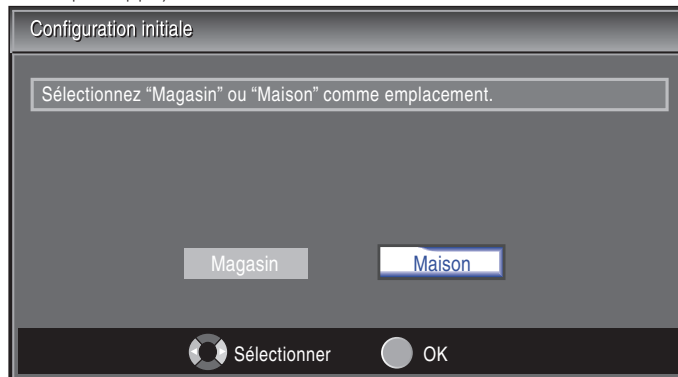 Configuration initiale
Sélectionnez “Magasin” ou “Maison” comme emplacement.
Magasin
Maison
Sélectionner
OK